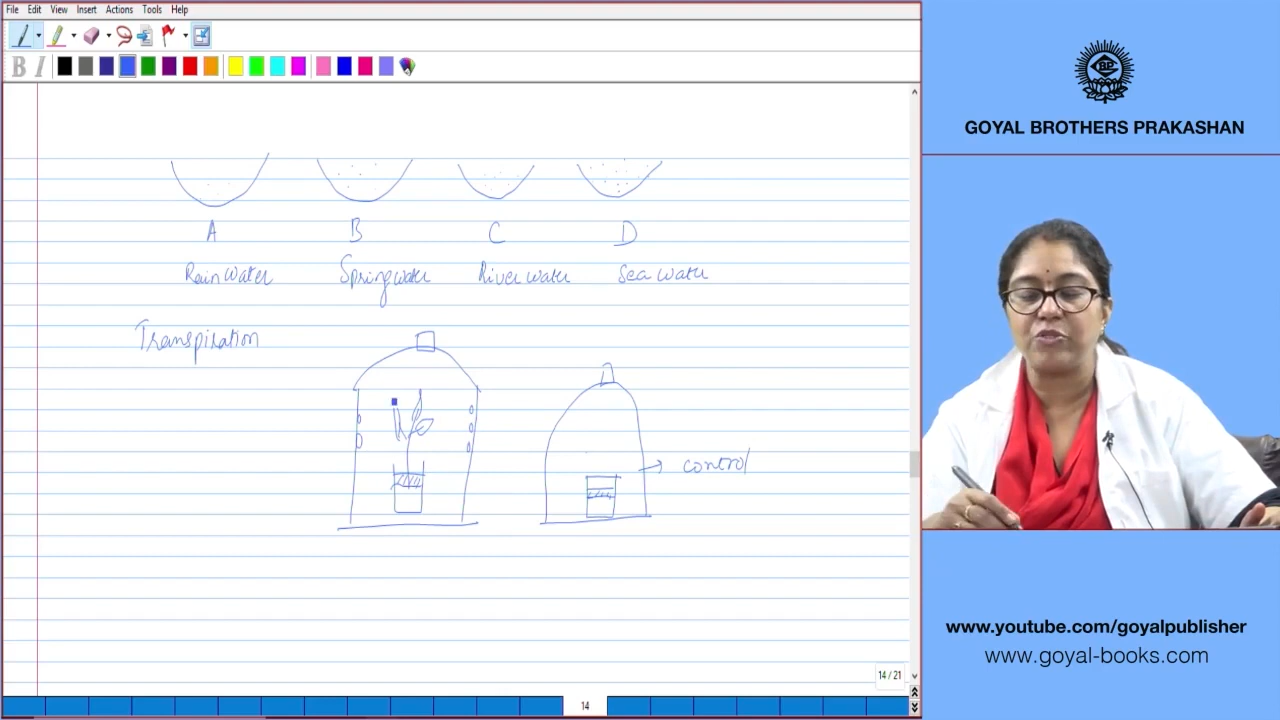 File Edit View Insert Actions Tools Help
B I
GOYAL BROTHERS PRAKASHAN
A B C D
Rain Water Spring water River water Sea water
Transpiration
control
www.youtube.com/goyalpublisher
www.goyal-books.com
14 / 21
14